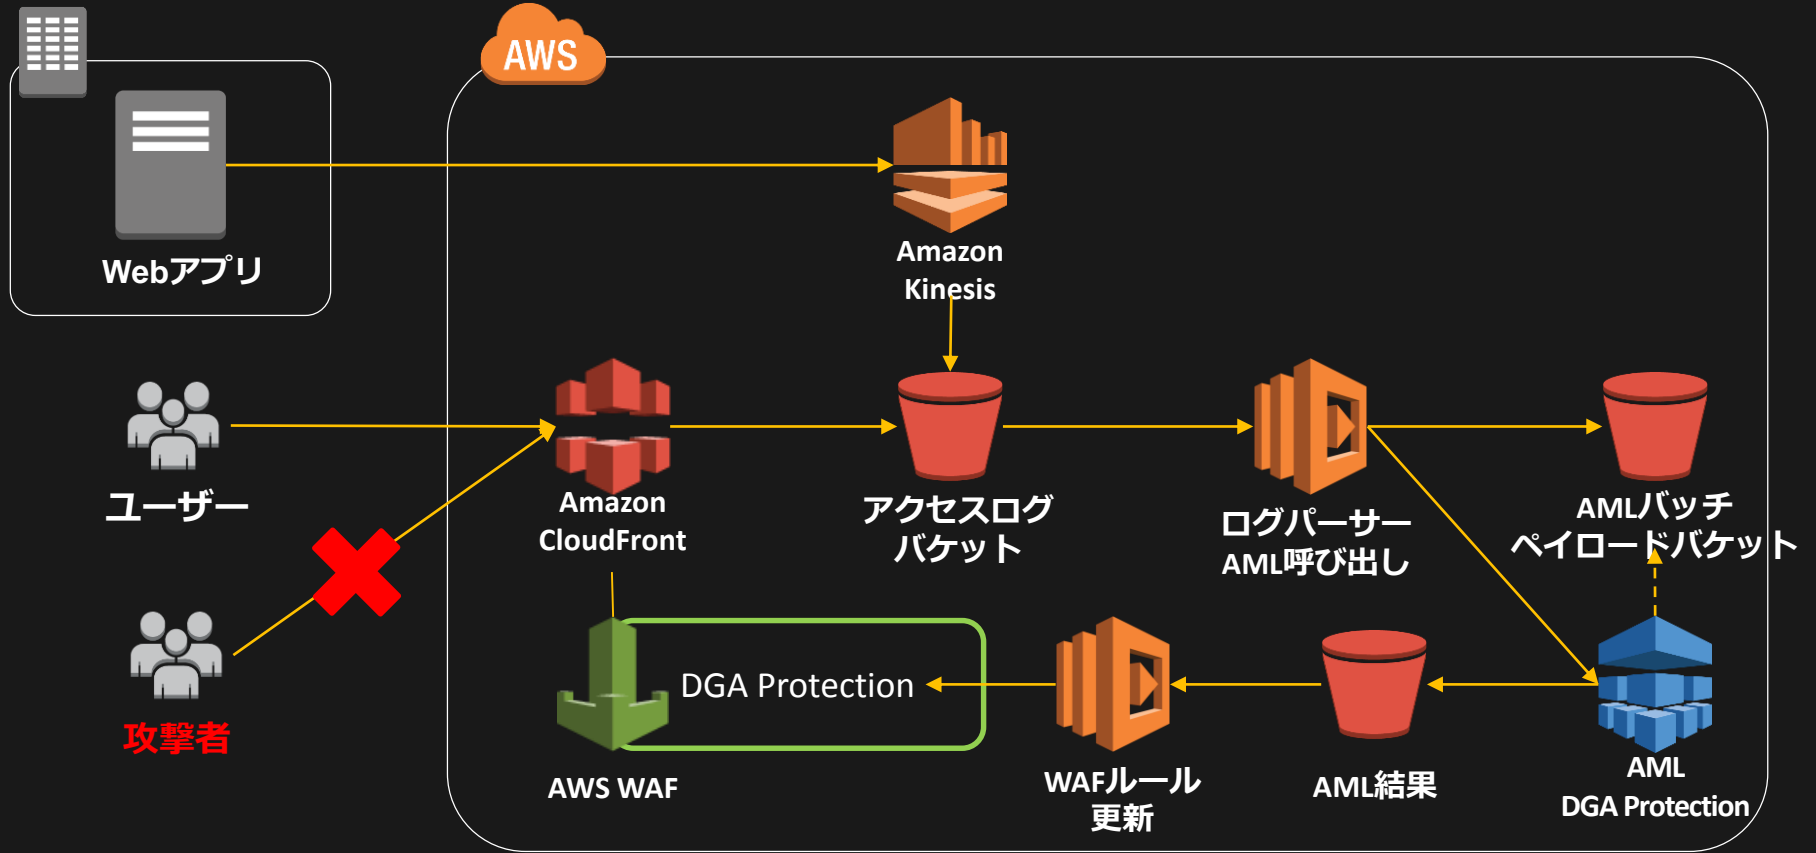 AWS
Webアプリ
Amazon
Kinesis
ユーザー
Amazon
CloudFront
アクセスログ
バケット
ログパーサー
AML呼び出し
AMLバッチ
ペイロードバケット
攻撃者
DGA Protection
AWS WAF
WAFルール
更新
AML結果
AML
DGA Protection